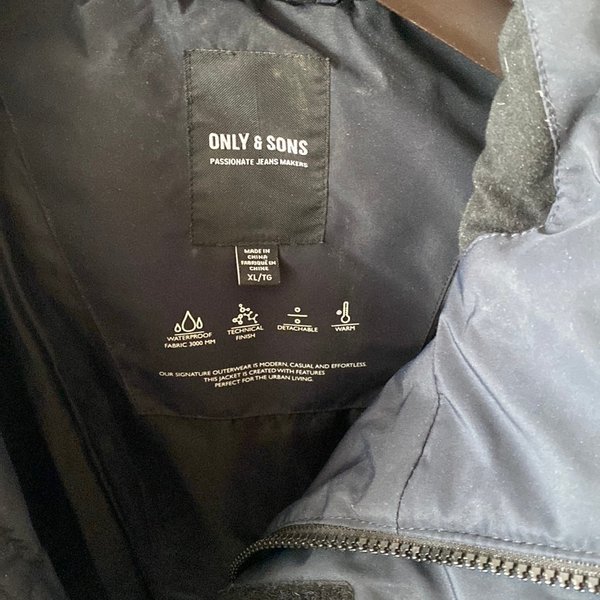 ONLY & SONS
PASSIONATE JEANS MAKERS
MADE IN
CHINA
FABRIQUÉ EN
CHINE
XL/TG
WATERPROOF
FABRIC 3000 MM
TECHNICAL
FINISH
DETACHABLE
WARM
OUR SIGNATURE OUTERWEAR IS MODERN, CASUAL AND EFFORTLESS.
THIS JACKET IS CREATED WITH FEATURES
PERFECT FOR THE URBAN LIVING.